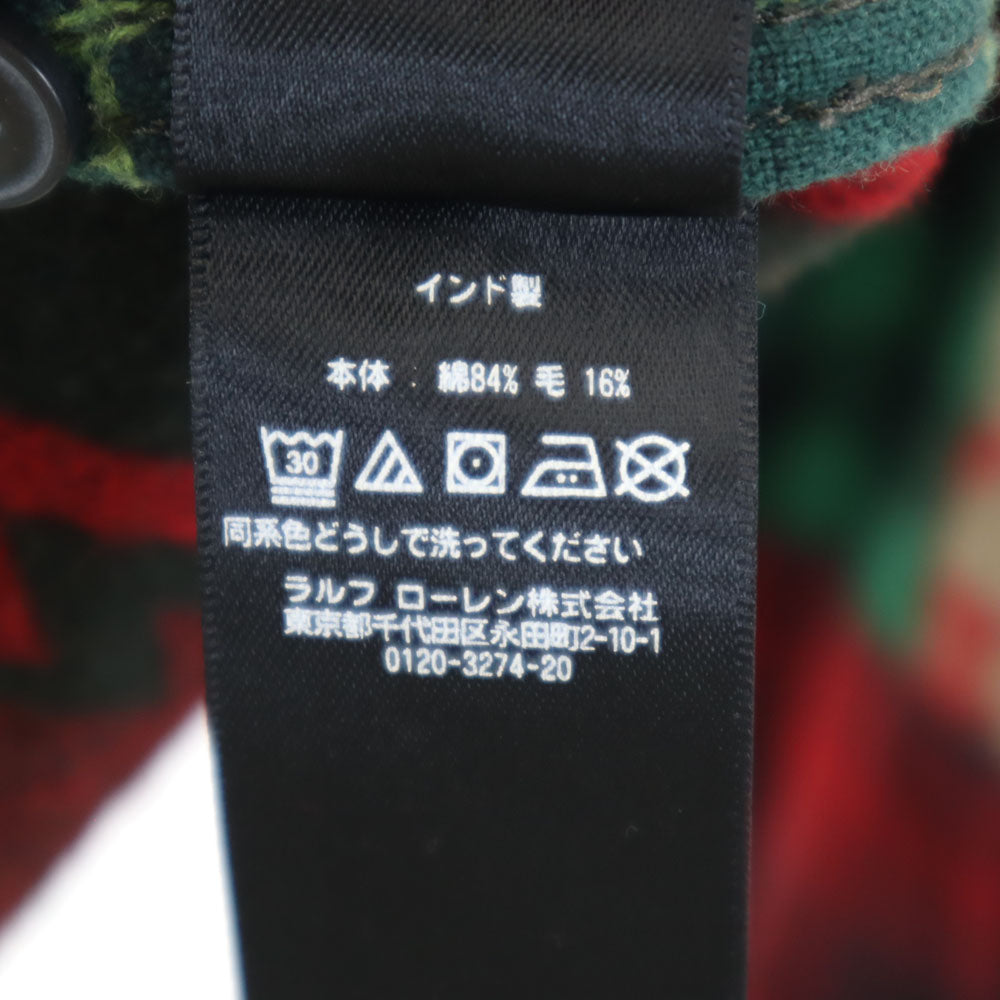 インド製
本体 : 綿84% 毛 16%
30
同系色どうしで洗ってください
ラルフ ローレン株式会社
東京都千代田区永田町2-10-1
0120-3274-20